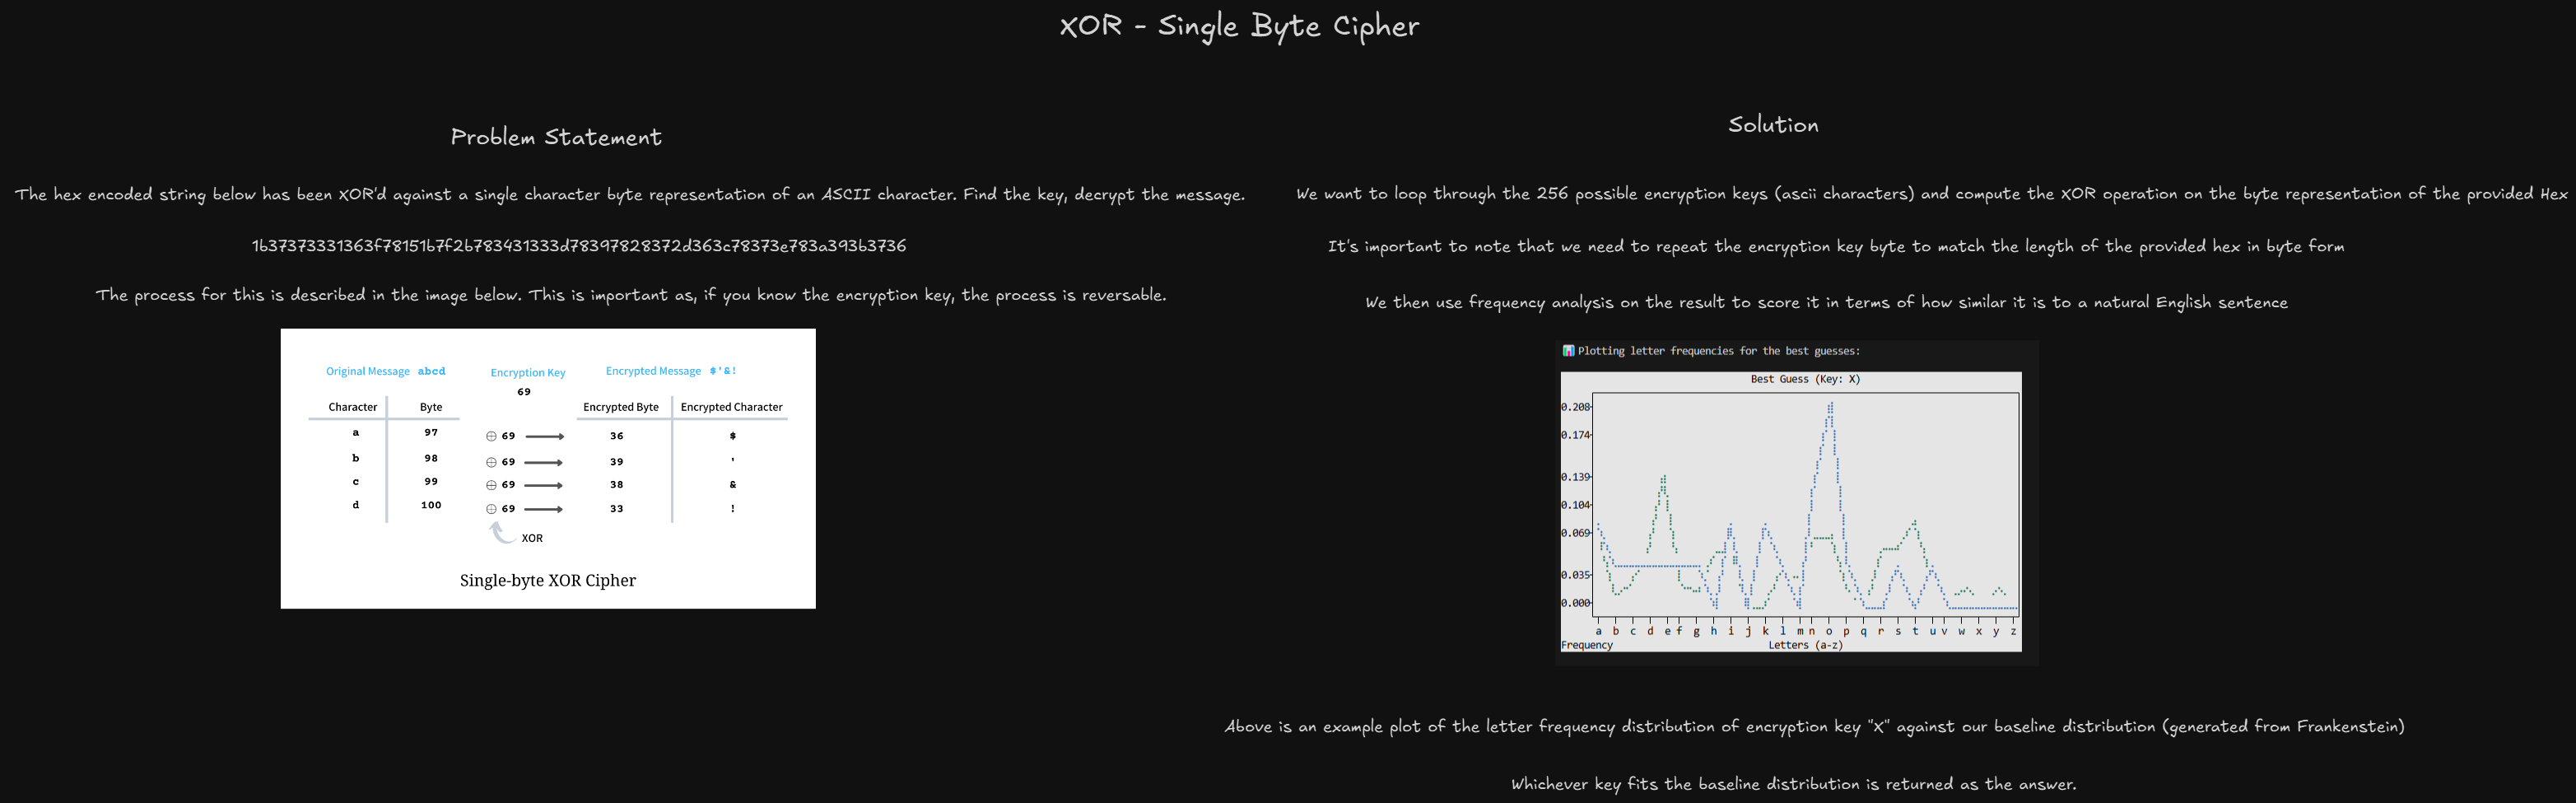 XOR - Single Byte Cipher
Problem Statement
The hex encoded string below has been XOR'd against a single character byte representation of an ASCII character. Find the key, decrypt the message.
1b37373331363f78151b7f2b783431333d78397828372d363c78373e783a393b3736
The process for this is described in the image below. This is important as, if you know the encryption key, the process is reversable.
Original Message abcd
Encryption Key
69
Encrypted Message $'&!
Character Byte
Encrypted Byte Encrypted Character
a 97 ⊕ 69 36 $
b 98 ⊕ 69 39 '
c 99 ⊕ 69 38 &
d 100 ⊕ 69 33 !
XOR
Single-byte XOR Cipher
Solution
We want to loop through the 256 possible encryption keys (ascii characters) and compute the XOR operation on the byte representation of the provided Hex
It's important to note that we need to repeat the encryption key byte to match the length of the provided hex in byte form
We then use frequency analysis on the result to score it in terms of how similar it is to a natural English sentence
📊 Plotting letter frequencies for the best guesses:
Best Guess (Key: X)
0.208
0.174
0.139
0.104
0.069
0.035
0.000
a b c d e f g h i j k l m n o p q r s t u v w x y z
Frequency Letters (a-z)
Above is an example plot of the letter frequency distribution of encryption key "X" against our baseline distribution (generated from Frankenstein)
Whichever key fits the baseline distribution is returned as the answer.